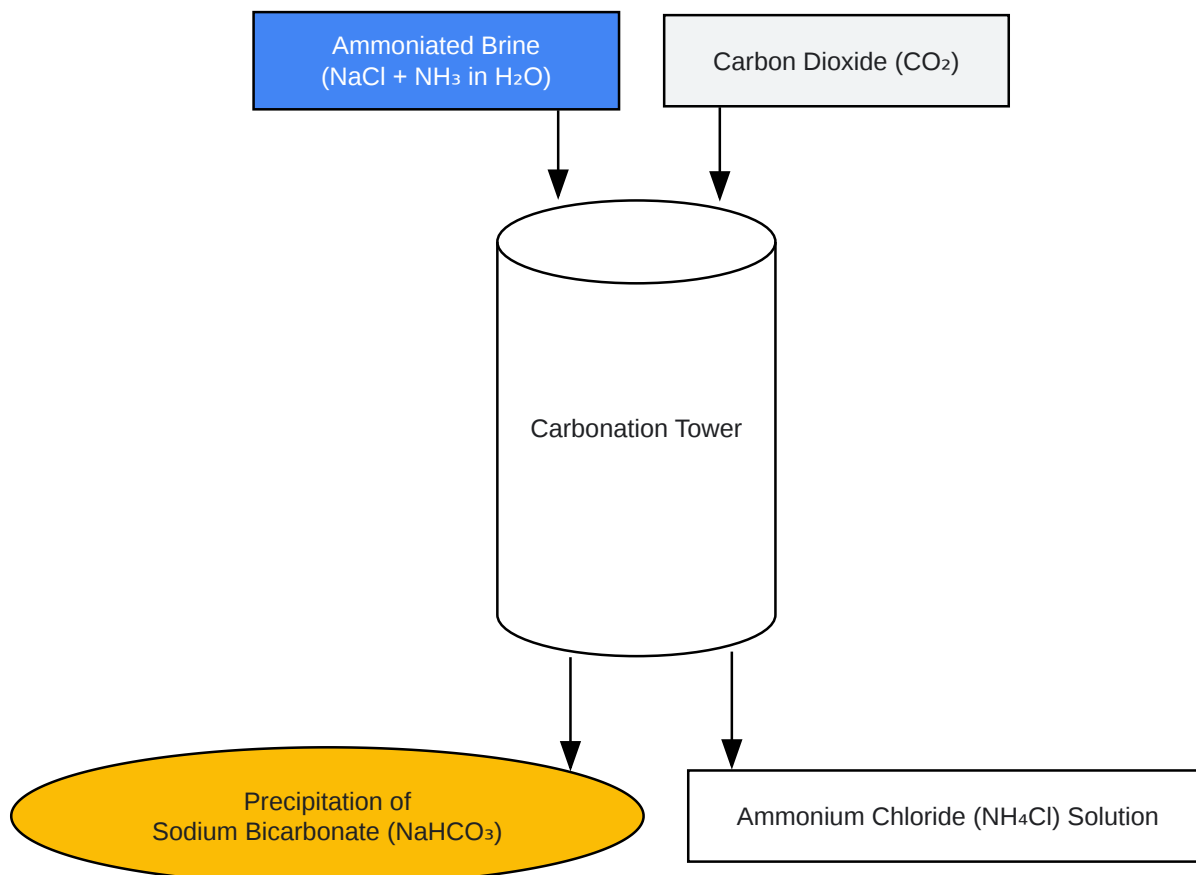 Ammoniated Brine
(NaCl + NH₃ in H₂O)
Carbon Dioxide (CO₂)
Carbonation Tower
Precipitation of
Sodium Bicarbonate (NaHCO₃)
Ammonium Chloride (NH₄Cl) Solution